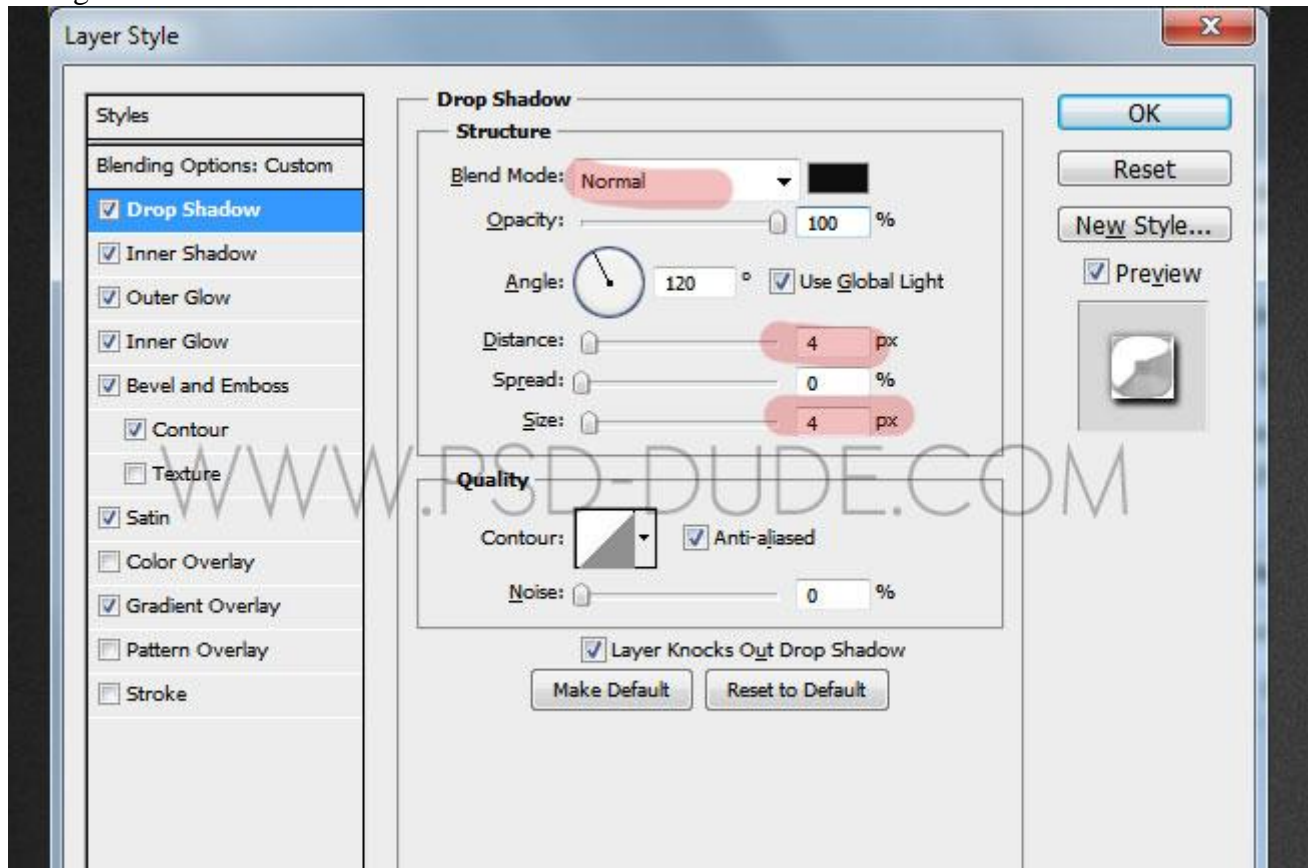 Layer Style
X
Styles
Blending Options: Custom
Drop Shadow
Inner Shadow
Outer Glow
Inner Glow
Bevel and Emboss
Contour
Texture
Satin
Color Overlay
Gradient Overlay
Pattern Overlay
Stroke
Drop Shadow
Structure
Blend Mode: Normal
Opacity: 100 %
Angle: 120 ° Use Global Light
Distance: 4 px
Spread: 0 %
Size: 4 px
Quality
Contour: Anti-aliased
Noise: 0 %
Layer Knocks Out Drop Shadow
Make Default Reset to Default
OK
Reset
New Style...
Preview
WWW.PSD-DUDE.COM